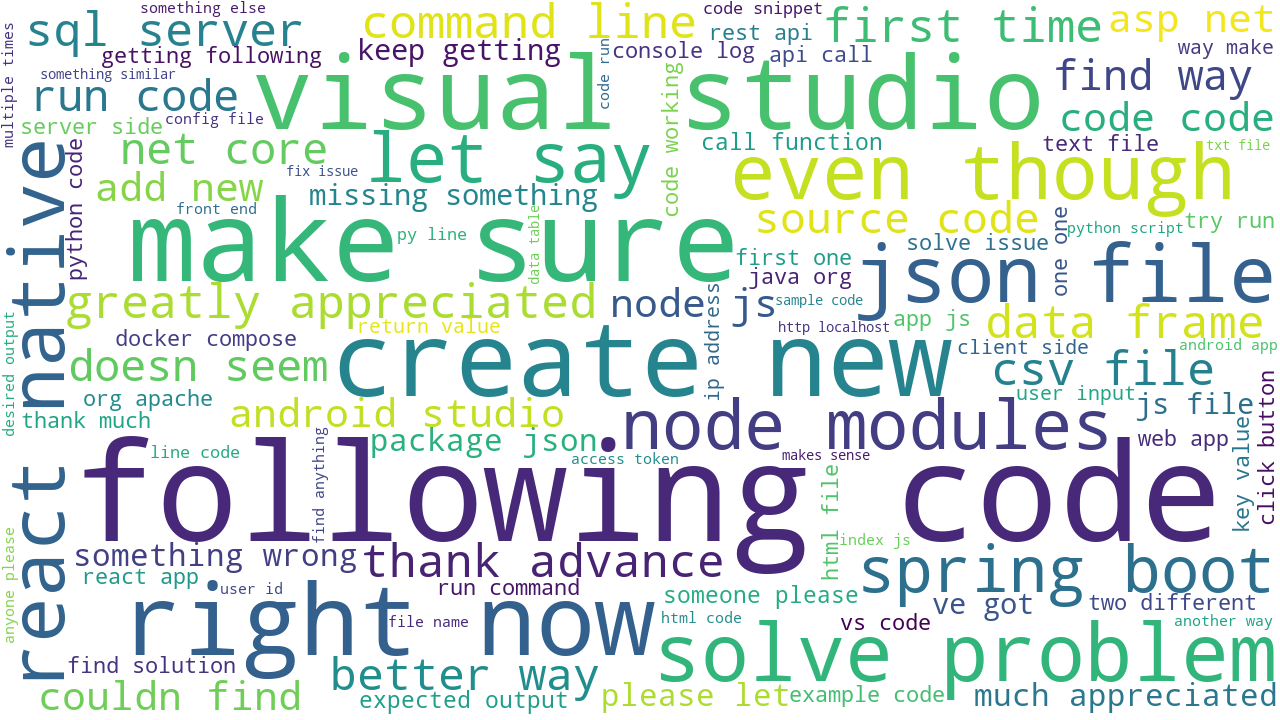 something else
code snippet
sql server
command line
rest api
first time
asp net
multiple times
getting following
keep getting
code run
console log
api call
way make
something similar
run code
visual studio
code working
find way
config file
code code
server side
python code
net core
let say
call function
text file
txt file
fix issue
even though
add new
missing something
react native
front end
make sure
py line
data table
source code
one one
python script
try run
solve issue
first one
java org
json file
greatly appreciated
node js
ip address
sample code
desired output
return value
http localhost
app js
data frame
docker compose
create new
client side
android app
doesn seem
csv file
org apache
user input
js file
click button
thank much
android studio
node modules
package json
web app
key value
line code
find anything
access token
makes sense
following code
html file
anyone please
something wrong
thank advance
index js
spring boot
react app
user id
run command
someone please
ve got
two different
right now
file name
html code
vs code
another way
solve problem
find solution
better way
couldn find
expected output
please let
example code
much appreciated